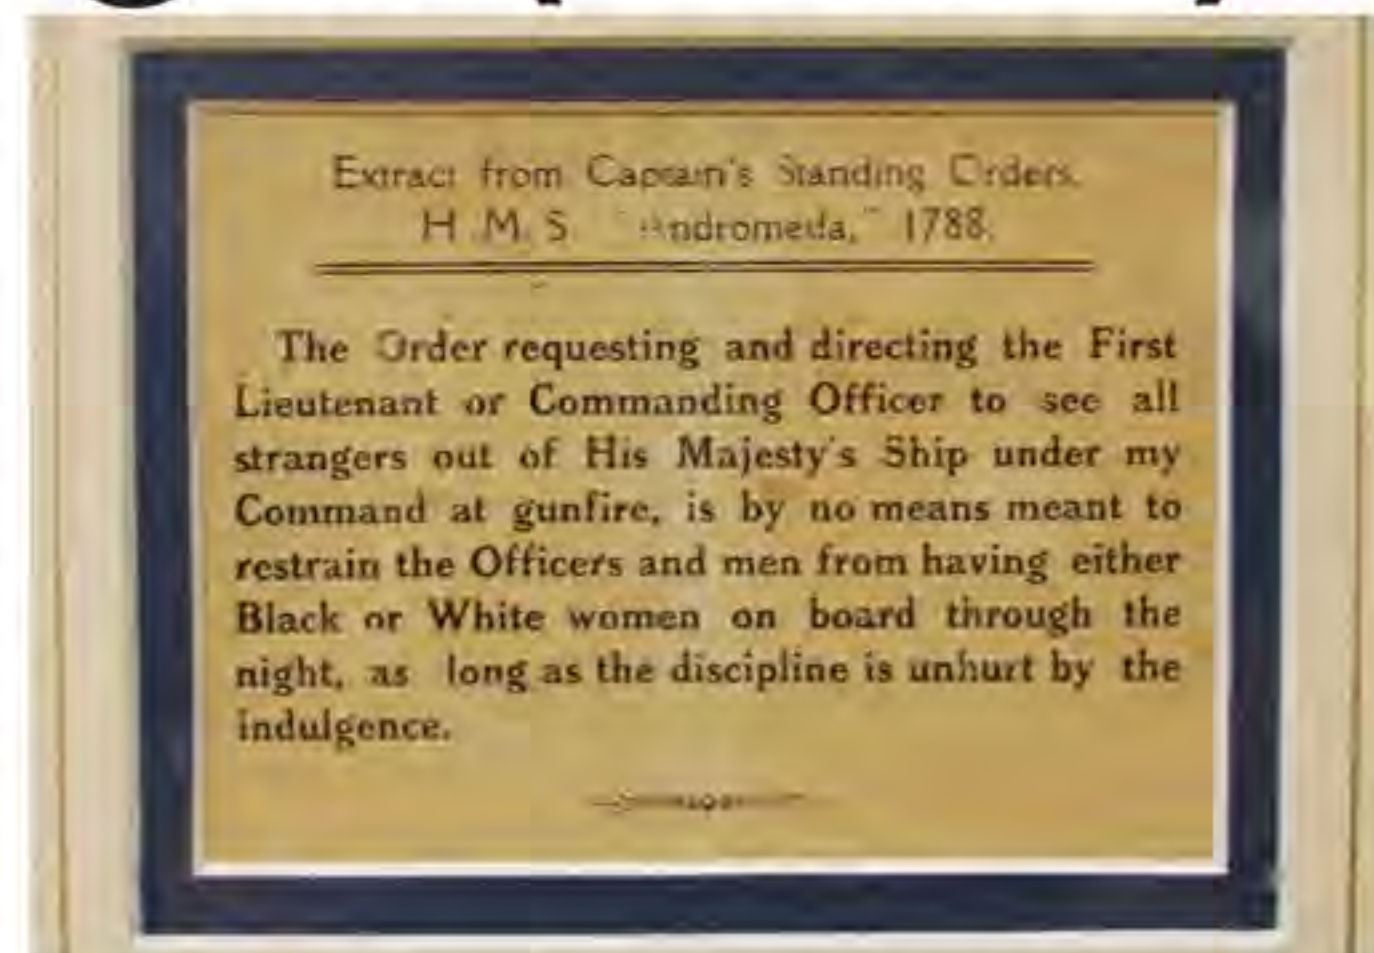 Extract from Captain's Standing Orders.
H.M.S. "Andromeda," 1788.
The Order requesting and directing the First
Lieutenant or Commanding Officer to see all
strangers out of His Majesty's Ship under my
Command at gunfire, is by no means meant to
restrain the Officers and men from having either
Black or White women on board through the
night, as long as the discipline is unhurt by the
indulgence.